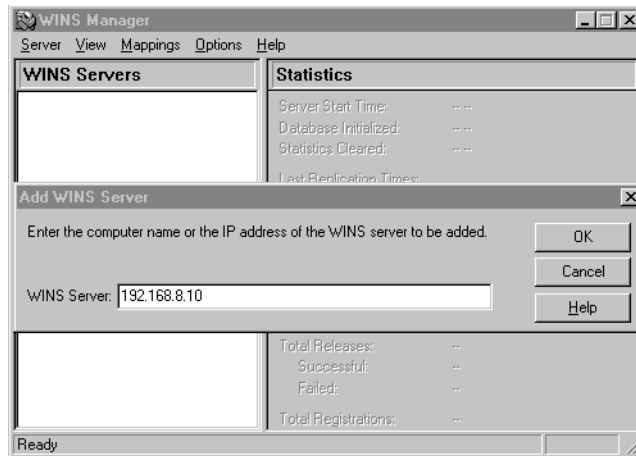 WINS Manager
Server View Mappings Options Help
WINS Servers
Statistics
Server Start Time: -- --
Database Initialized: -- --
Statistics Cleared: -- --
Last Replication Times:
Add WINS Server
Enter the computer name or the IP address of the WINS server to be added.
OK
Cancel
WINS Server: 192.168.8.10
Help
Total Releases: --
Successful: --
Failed: --
Total Registrations: --
Ready